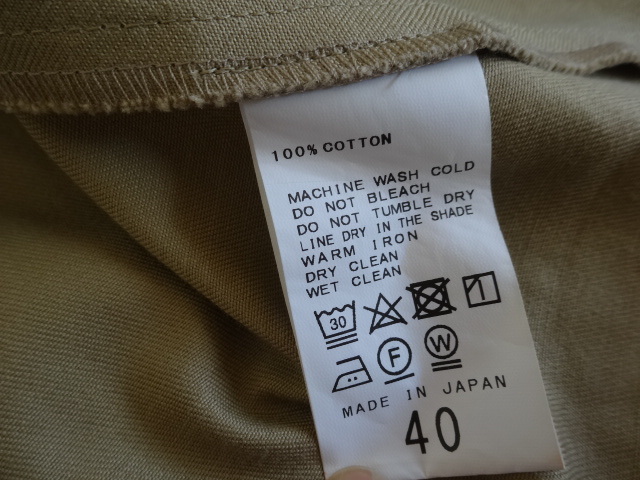 100% COTTON
MACHINE WASH COLD
DO NOT BLEACH
DO NOT TUMBLE DRY
LINE DRY IN THE SHADE
WARM IRON
DRY CLEAN
WET CLEAN
30
F W
MADE IN JAPAN
40